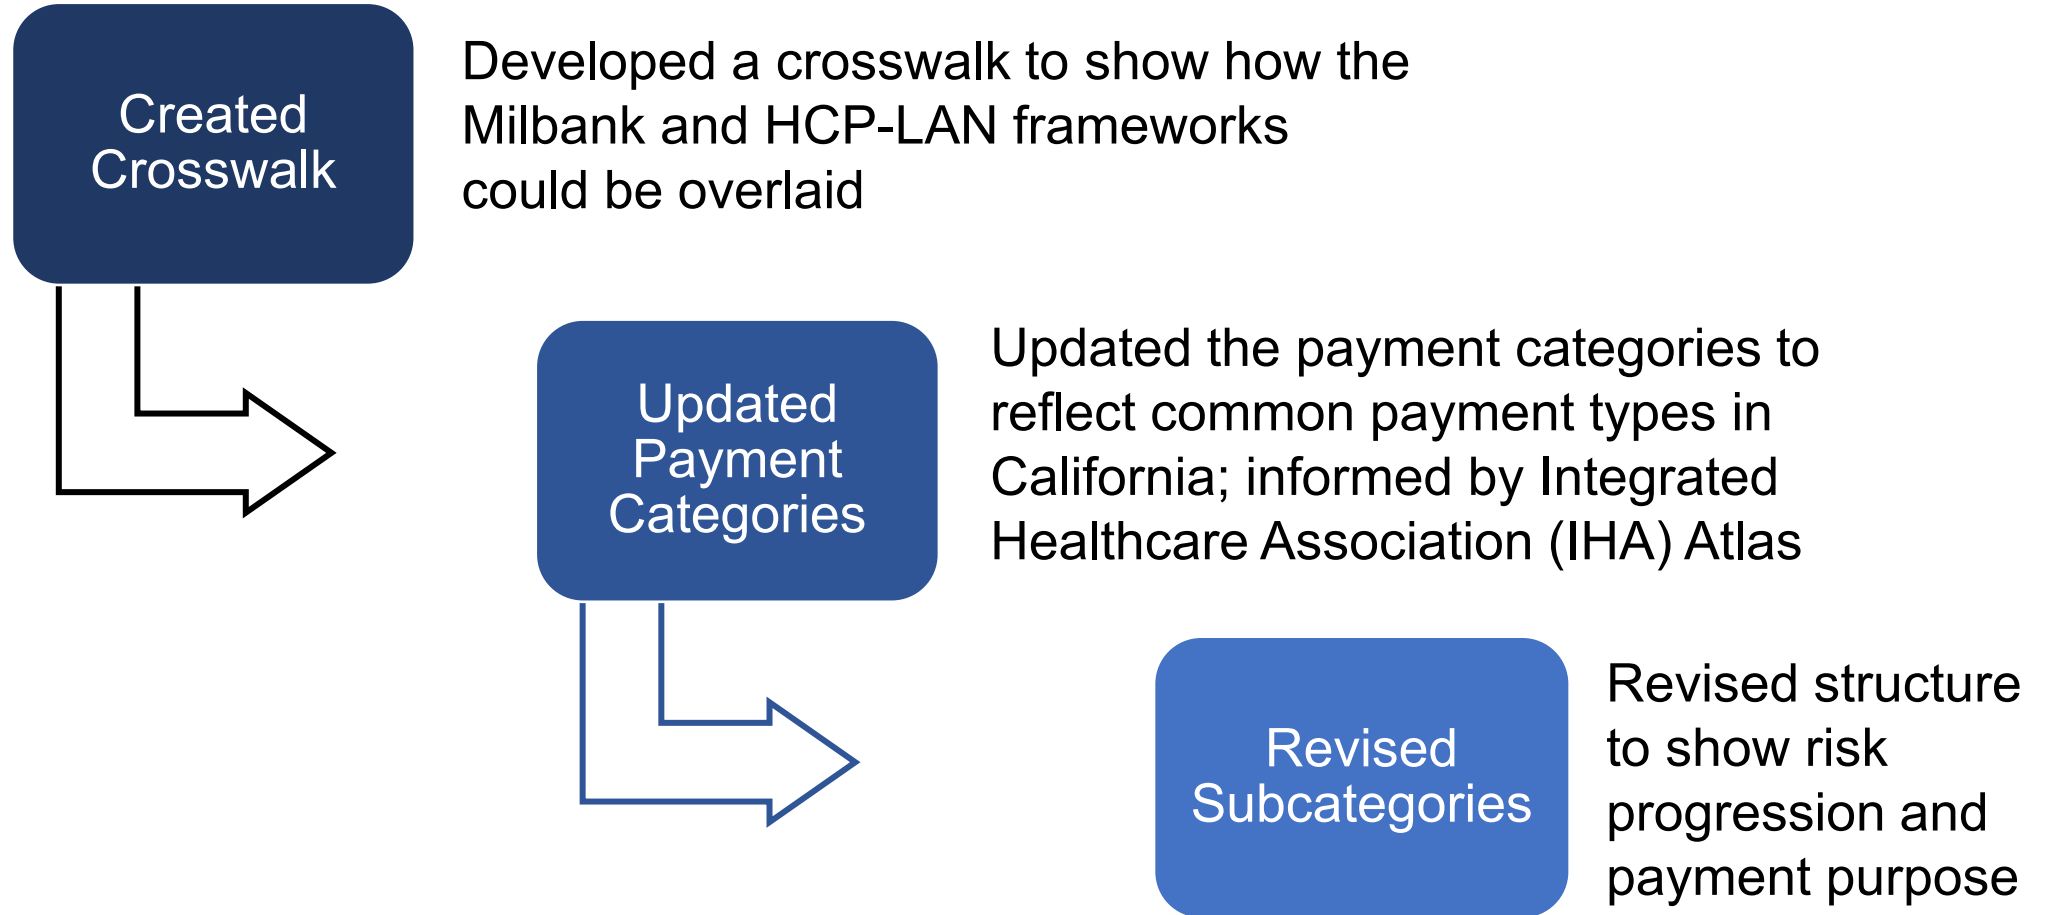 Created
Crosswalk
Developed a crosswalk to show how the
Milbank and HCP-LAN frameworks
could be overlaid
Updated
Payment
Categories
Updated the payment categories to
reflect common payment types in
California; informed by Integrated
Healthcare Association (IHA) Atlas
Revised
Subcategories
Revised structure
to show risk
progression and
payment purpose